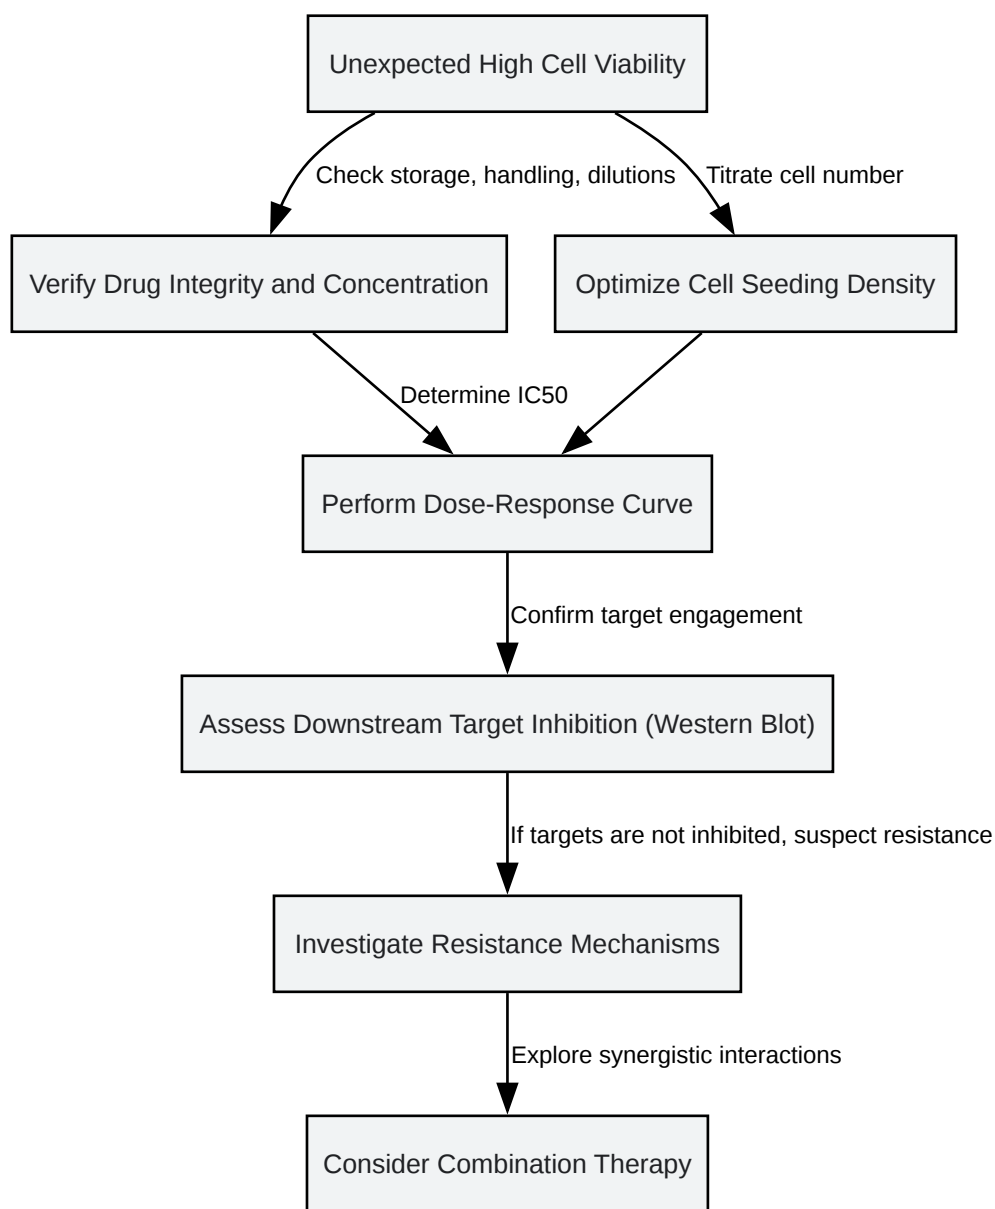 Unexpected High Cell Viability
Check storage, handling, dilutions
Titrate cell number
Verify Drug Integrity and Concentration
Optimize Cell Seeding Density
Determine IC50
Perform Dose-Response Curve
Confirm target engagement
Assess Downstream Target Inhibition (Western Blot)
If targets are not inhibited, suspect resistance
Investigate Resistance Mechanisms
Explore synergistic interactions
Consider Combination Therapy